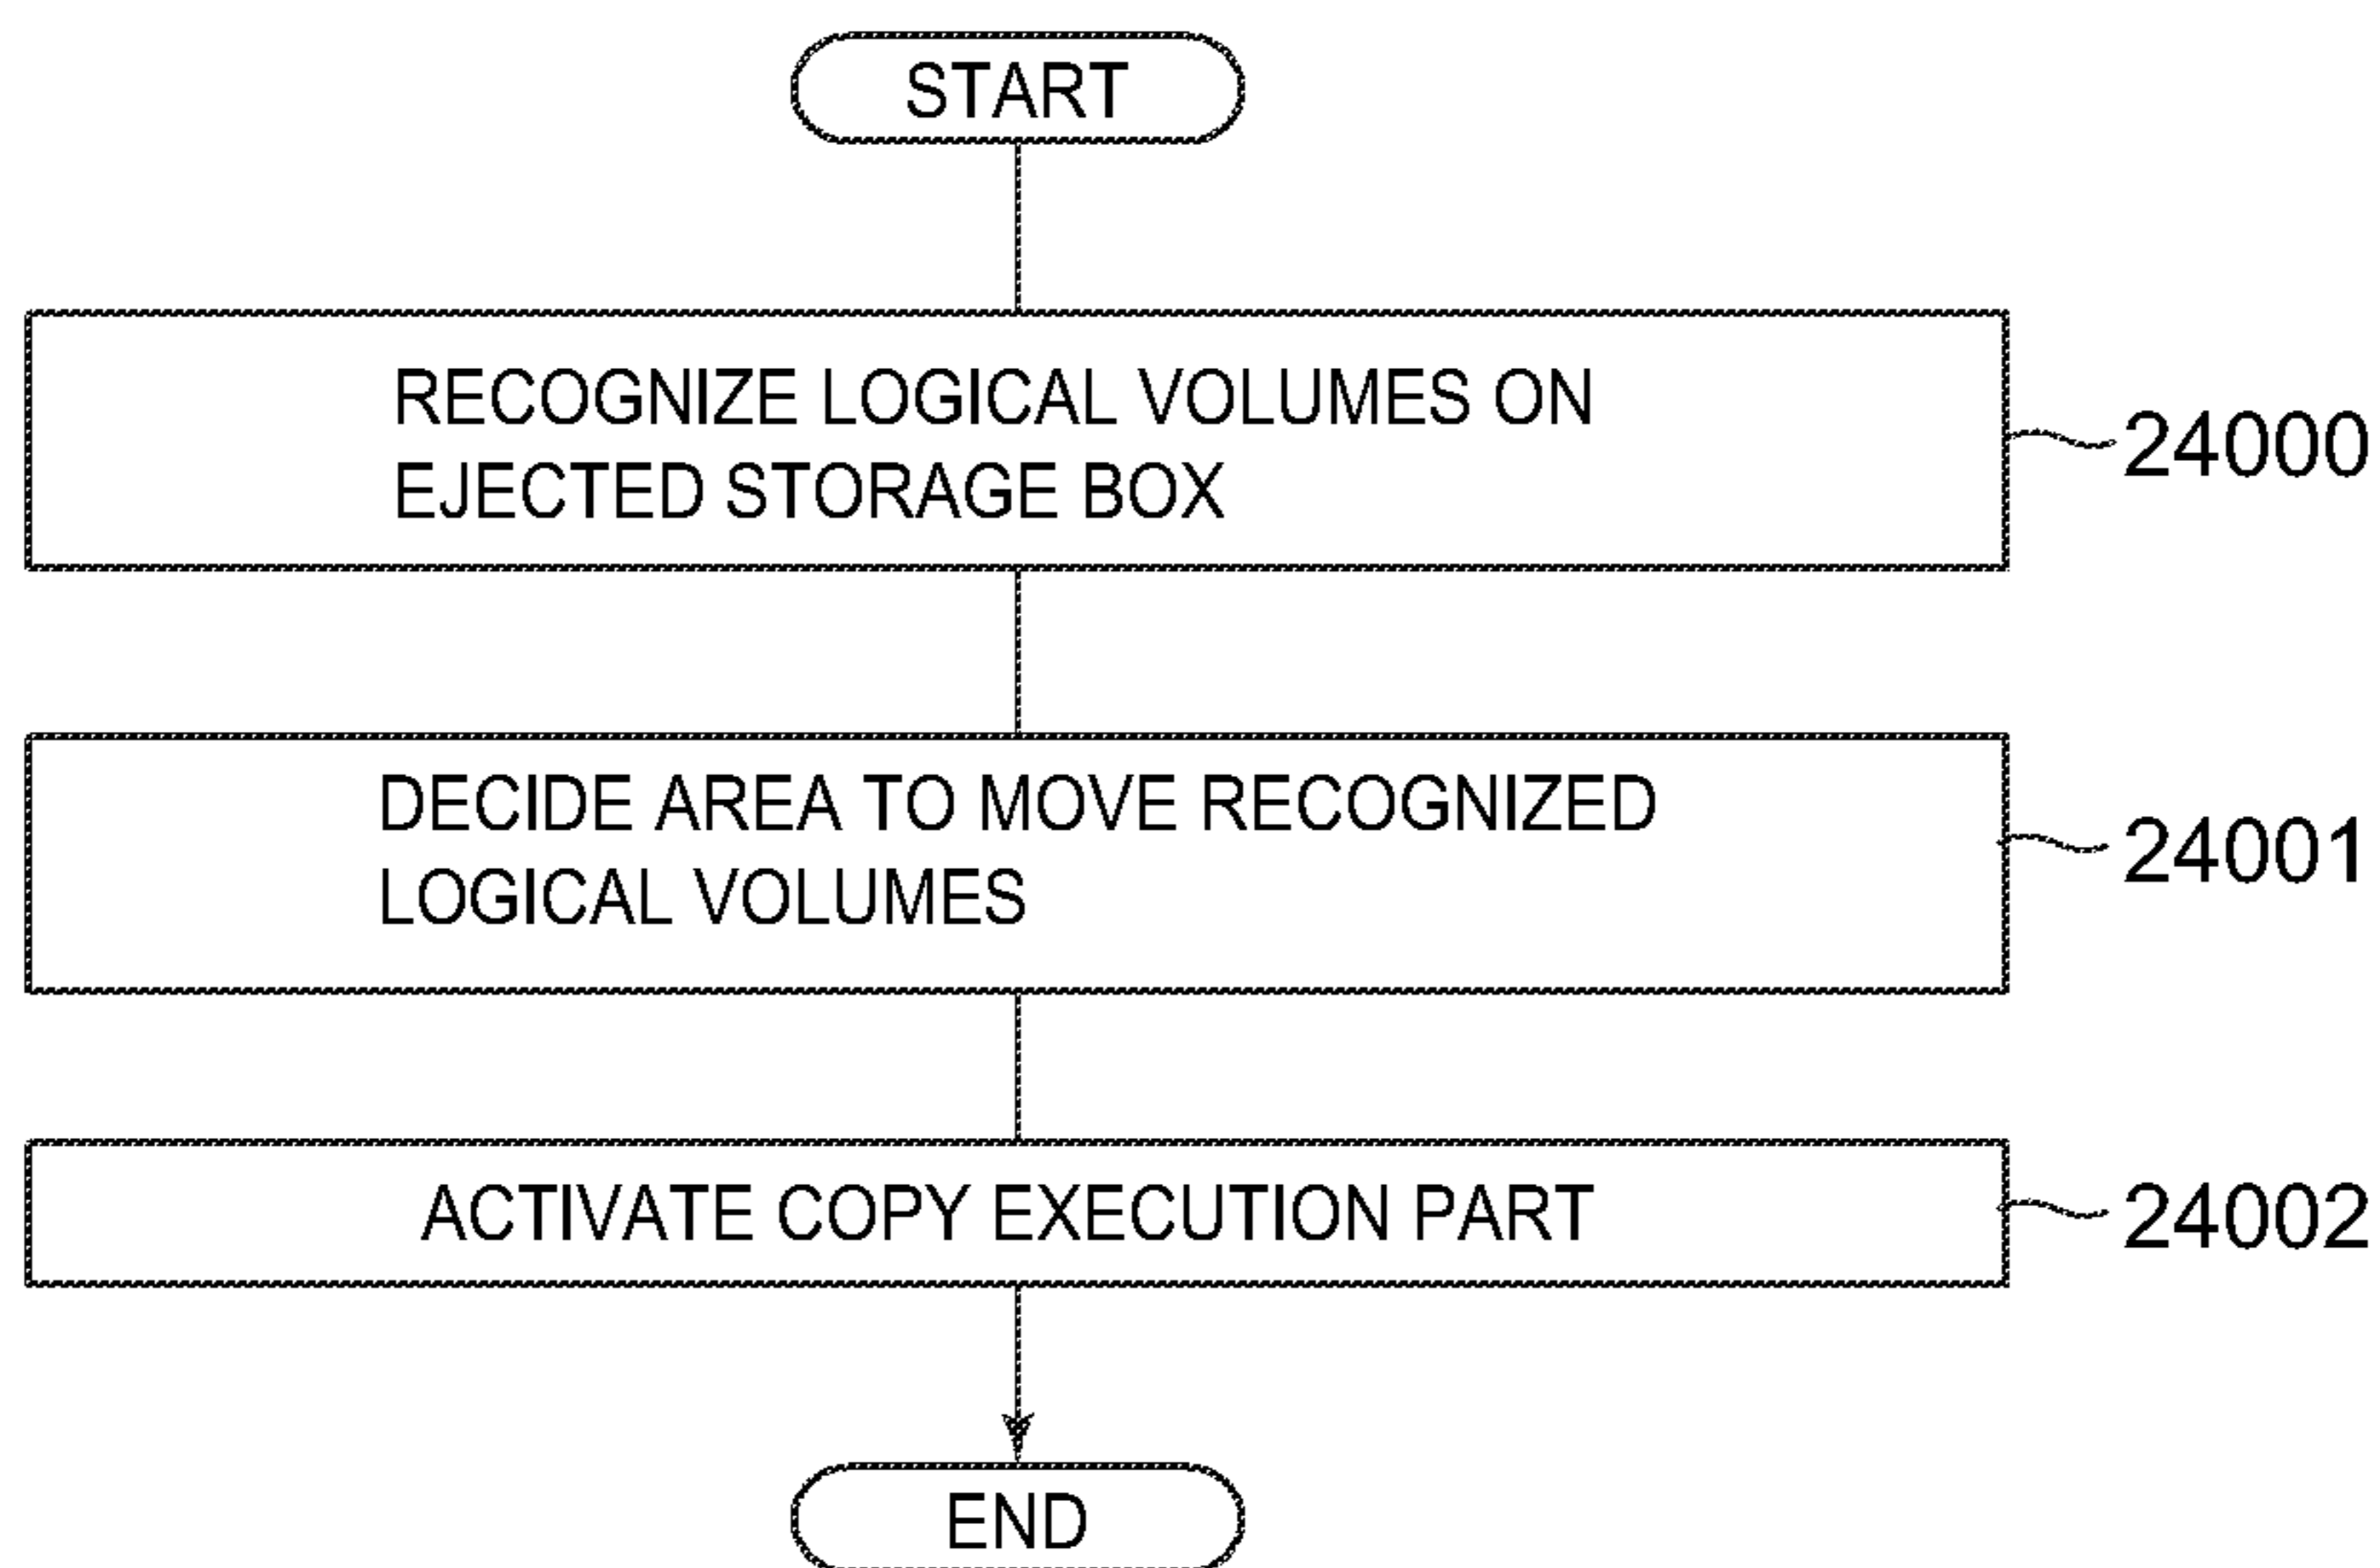 START
RECOGNIZE LOGICAL VOLUMES ON
EJECTED STORAGE BOX
24000
DECIDE AREA TO MOVE RECOGNIZED
LOGICAL VOLUMES
24001
ACTIVATE COPY EXECUTION PART
24002
END